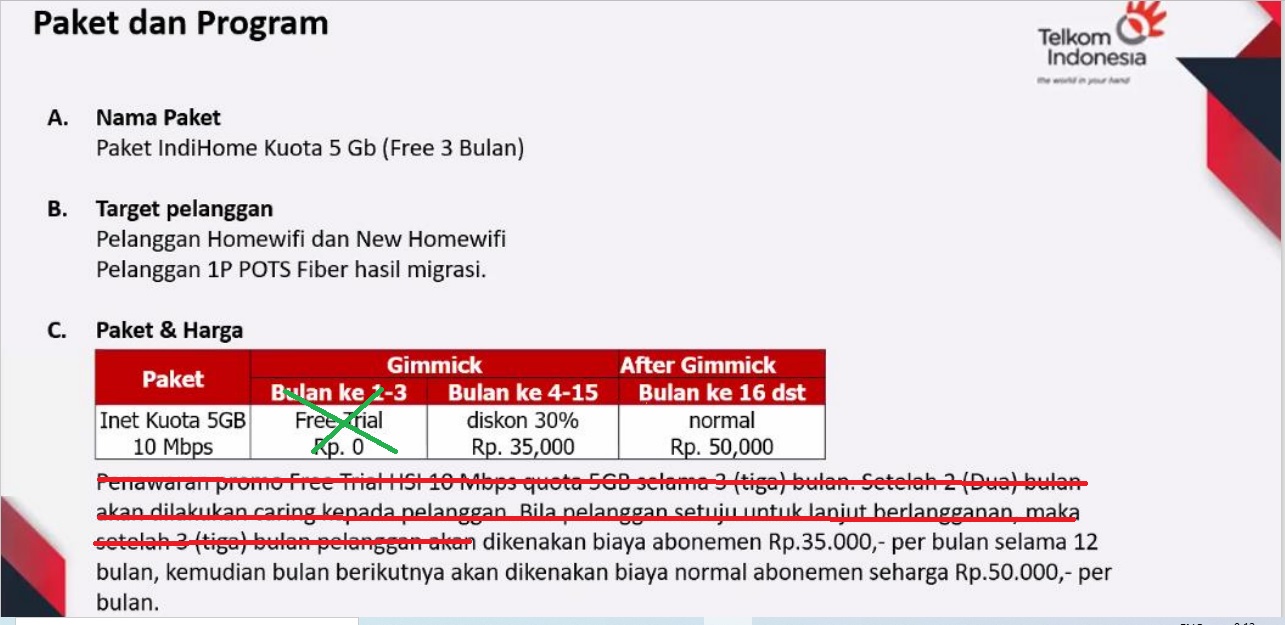 Paket dan Program
Telkom
Indonesia
the world in your hand
A. Nama Paket
Paket IndiHome Kuota 5 Gb (Free 3 Bulan)
B. Target pelanggan
Pelanggan Homewifi dan New Homewifi
Pelanggan 1P POTS Fiber hasil migrasi.
C. Paket & Harga
Paket Gimmick After Gimmick
Bulan ke 1-3 Bulan ke 4-15 Bulan ke 16 dst
Inet Kuota 5GB Free Trial diskon 30% normal
10 Mbps Rp. 0 Rp. 35,000 Rp. 50,000
Penawaran promo Free Trial HSI 10 Mbps quota 5GB selama 3 (tiga) bulan. Setelah 2 (Dua) bulan
akan dilakukan caring kepada pelanggan. Bila pelanggan setuju untuk lanjut berlangganan, maka
setelah 3 (tiga) bulan pelanggan akan dikenakan biaya abonemen Rp.35.000,- per bulan selama 12
bulan, kemudian bulan berikutnya akan dikenakan biaya normal abonemen seharga Rp.50.000,- per
bulan.